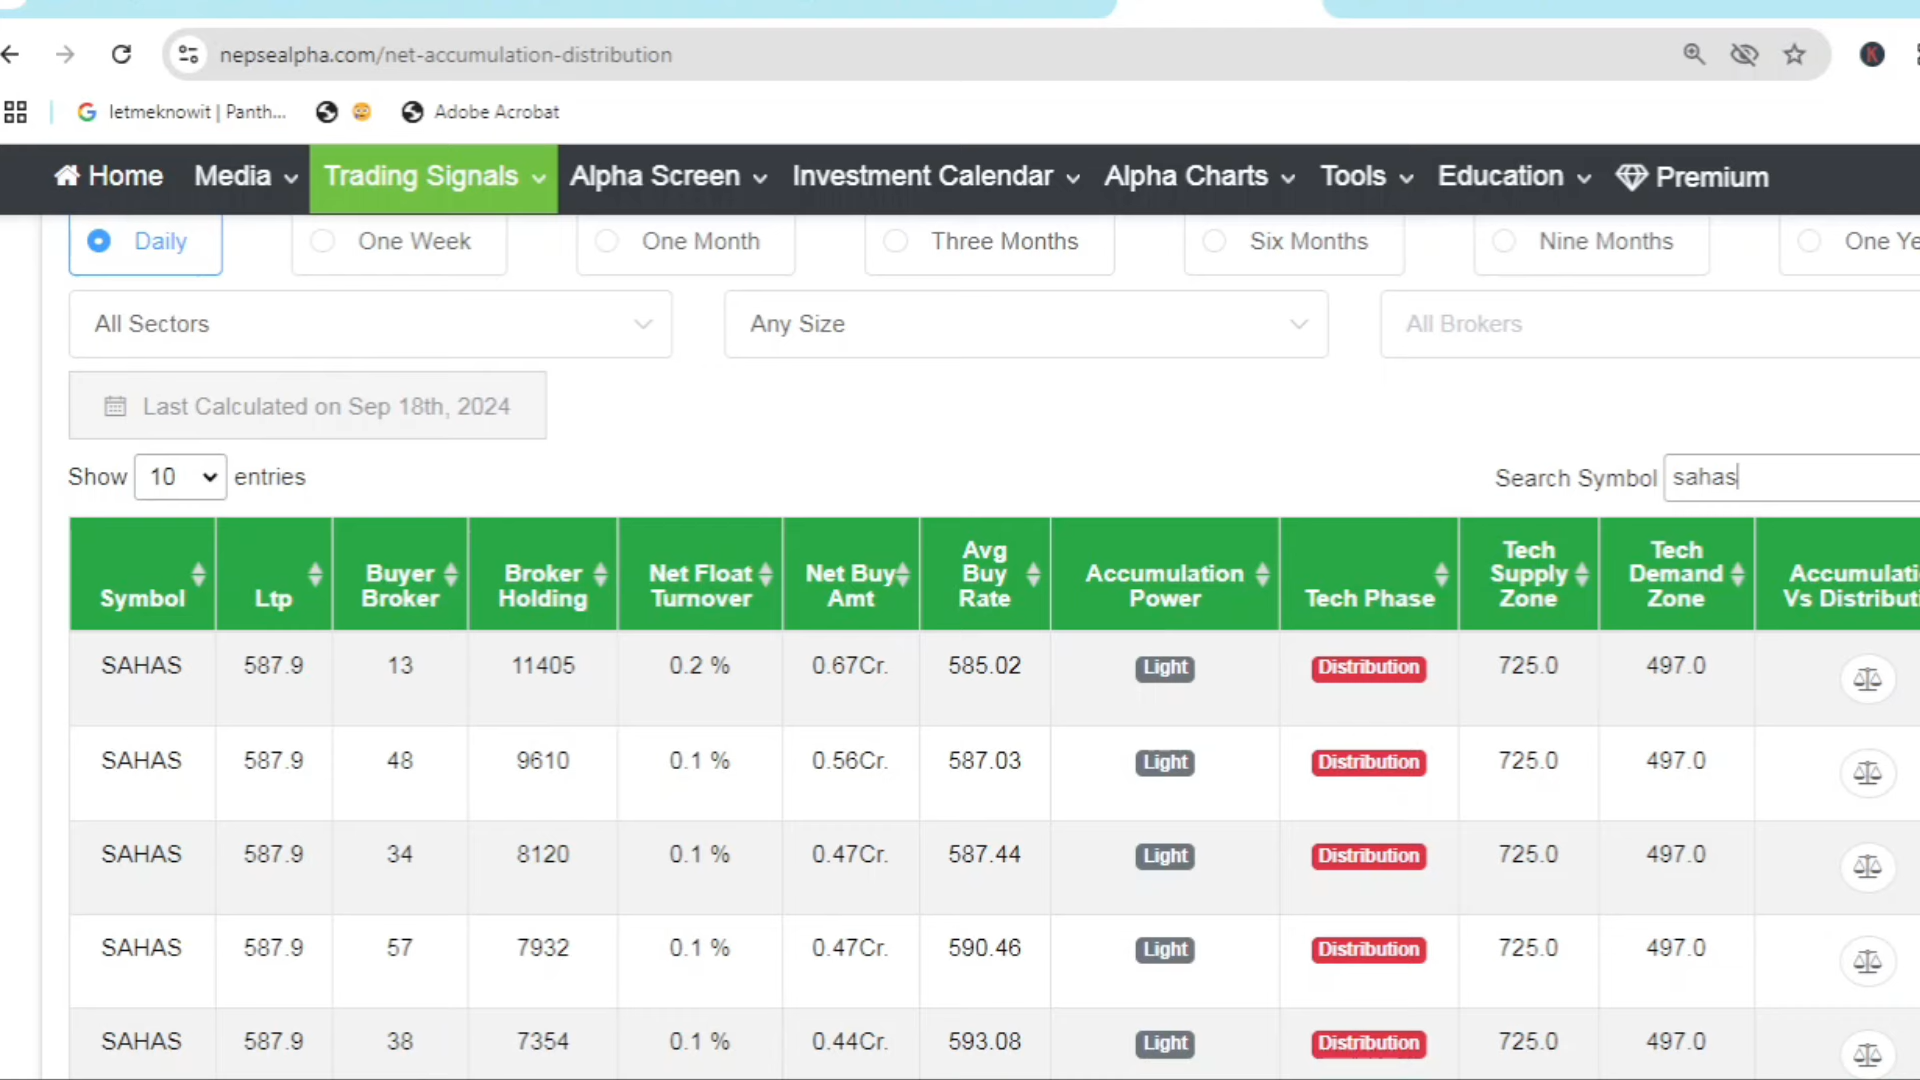 nepsealpha.com/net-accumulation-distribution
letmeknowit | Panth... Adobe Acrobat
Home Media Trading Signals Alpha Screen Investment Calendar Alpha Charts Tools Education Premium
Daily One Week One Month Three Months Six Months Nine Months One Ye
All Sectors Any Size All Brokers
Last Calculated on Sep 18th, 2024
Show 10 entries Search Symbol sahas
Symbol Ltp Buyer Broker Broker Holding Net Float Turnover Net Buy Amt Avg Buy Rate Accumulation Power Tech Phase Tech Supply Zone Tech Demand Zone Accumulati Vs Distributi
SAHAS 587.9 13 11405 0.2 % 0.67Cr. 585.02 Light Distribution 725.0 497.0
SAHAS 587.9 48 9610 0.1 % 0.56Cr. 587.03 Light Distribution 725.0 497.0
SAHAS 587.9 34 8120 0.1 % 0.47Cr. 587.44 Light Distribution 725.0 497.0
SAHAS 587.9 57 7932 0.1 % 0.47Cr. 590.46 Light Distribution 725.0 497.0
SAHAS 587.9 38 7354 0.1 % 0.44Cr. 593.08 Light Distribution 725.0 497.0